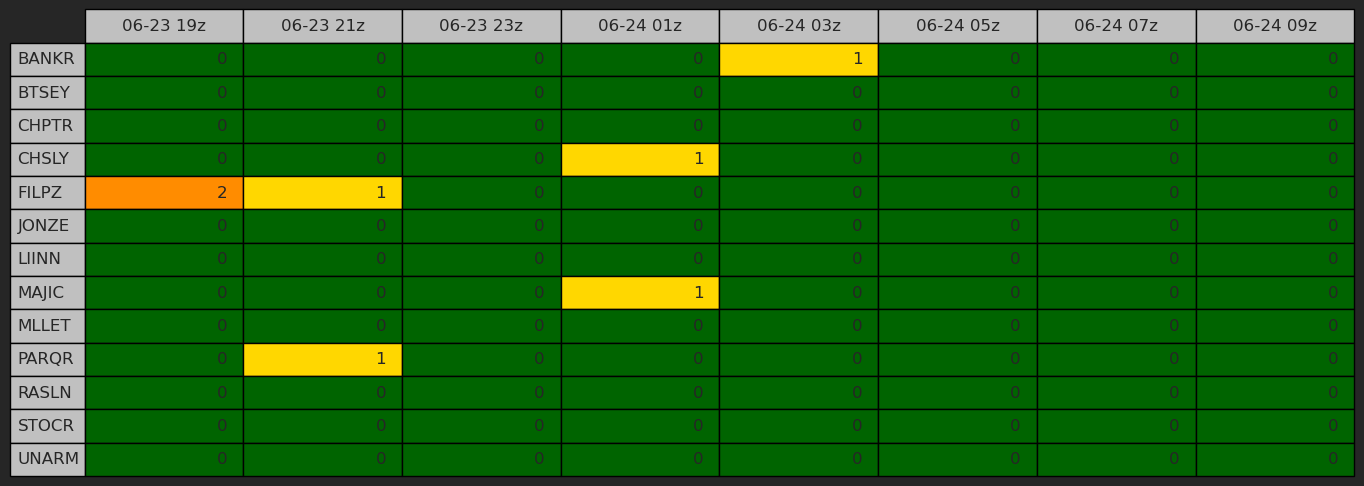 06-23 19z 06-23 21z 06-23 23z 06-24 01z 06-24 03z 06-24 05z 06-24 07z 06-24 09z
BANKR 0 0 0 0 1 0 0 0
BTSEY 0 0 0 0 0 0 0 0
CHPTR 0 0 0 0 0 0 0 0
CHSLY 0 0 0 1 0 0 0 0
FILPZ 2 1 0 0 0 0 0 0
JONZE 0 0 0 0 0 0 0 0
LIINN 0 0 0 0 0 0 0 0
MAJIC 0 0 0 1 0 0 0 0
MLLET 0 0 0 0 0 0 0 0
PARQR 0 1 0 0 0 0 0 0
RASLN 0 0 0 0 0 0 0 0
STOCR 0 0 0 0 0 0 0 0
UNARM 0 0 0 0 0 0 0 0